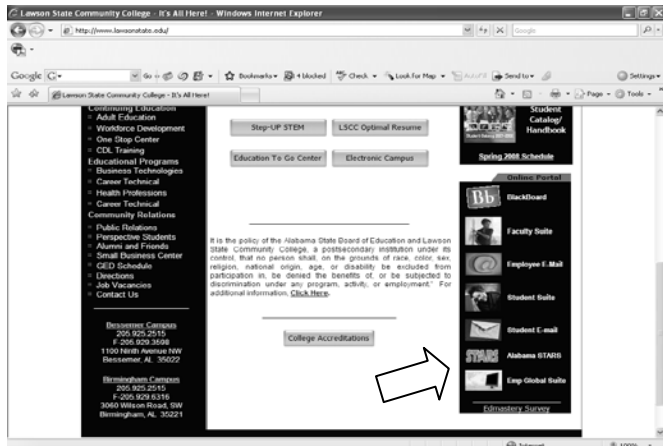 Lawson State Community College - It's All Here! - Windows Internet Explorer
http://www.lawsonstate.edu/
Google
Google
Go
Bookmarks
4 blocked
Check
Look for Map
AutoFill
Send to
Settings
Lawson State Community College - It's All Here!
Page
Tools
Continuing Education
Adult Education
Workforce Development
One Stop Center
CDL Training
Educational Programs
Business Technologies
Career Technical
Health Professions
Career Technical
Community Relations
Public Relations
Perspective Students
Alumni and Friends
Small Business Center
GED Schedule
Directions
Job Vacancies
Contact Us
Bessemer Campus
205.925.2515
F-205.929.3598
1100 Ninth Avenue NW
Bessemer, AL 35022
Birmingham Campus
205.925.2515
F-205.929.6316
3060 Wilson Road, SW
Birmingham, AL 35221
Step-UP STEM
LSCC Optimal Resume
Education To Go Center
Electronic Campus
It is the policy of the Alabama State Board of Education and Lawson
State Community College, a postsecondary institution under its
control, that no person shall, on the grounds of race, color, sex,
religion, national origin, age, or disability be excluded from
participation in, be denied the benefits of, or be subjected to
discrimination under any program, activity, or employment." For
additional information, Click Here.
College Accreditations
Student
Catalog/
Handbook
Spring 2008 Schedule
Online Portal
Bb
BlackBoard
Faculty Suite
Employee E-Mail
Student Suite
Student E-mail
STARS
Alabama STARS
Emp Global Suite
Edmastery Survey
Internet
100%